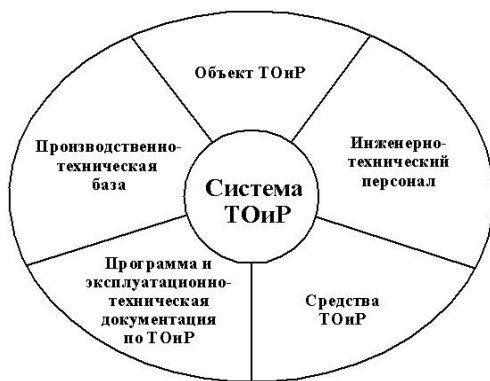 Объект ТОиР
Производственно-
техническая
база
Инженерно-
технический
персонал
Система
ТОиР
Программа и
эксплуатационно-
техническая
документация
по ТОиР
Средства
ТОиР